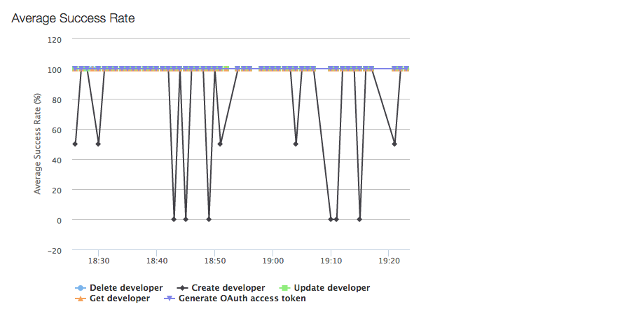 Average Success Rate
120
100
80
60
40
20
0
-20
Average Success Rate (%)
18:30 18:40 18:50 19:00 19:10 19:20
Delete developer Create developer Update developer
Get developer Generate OAuth access token